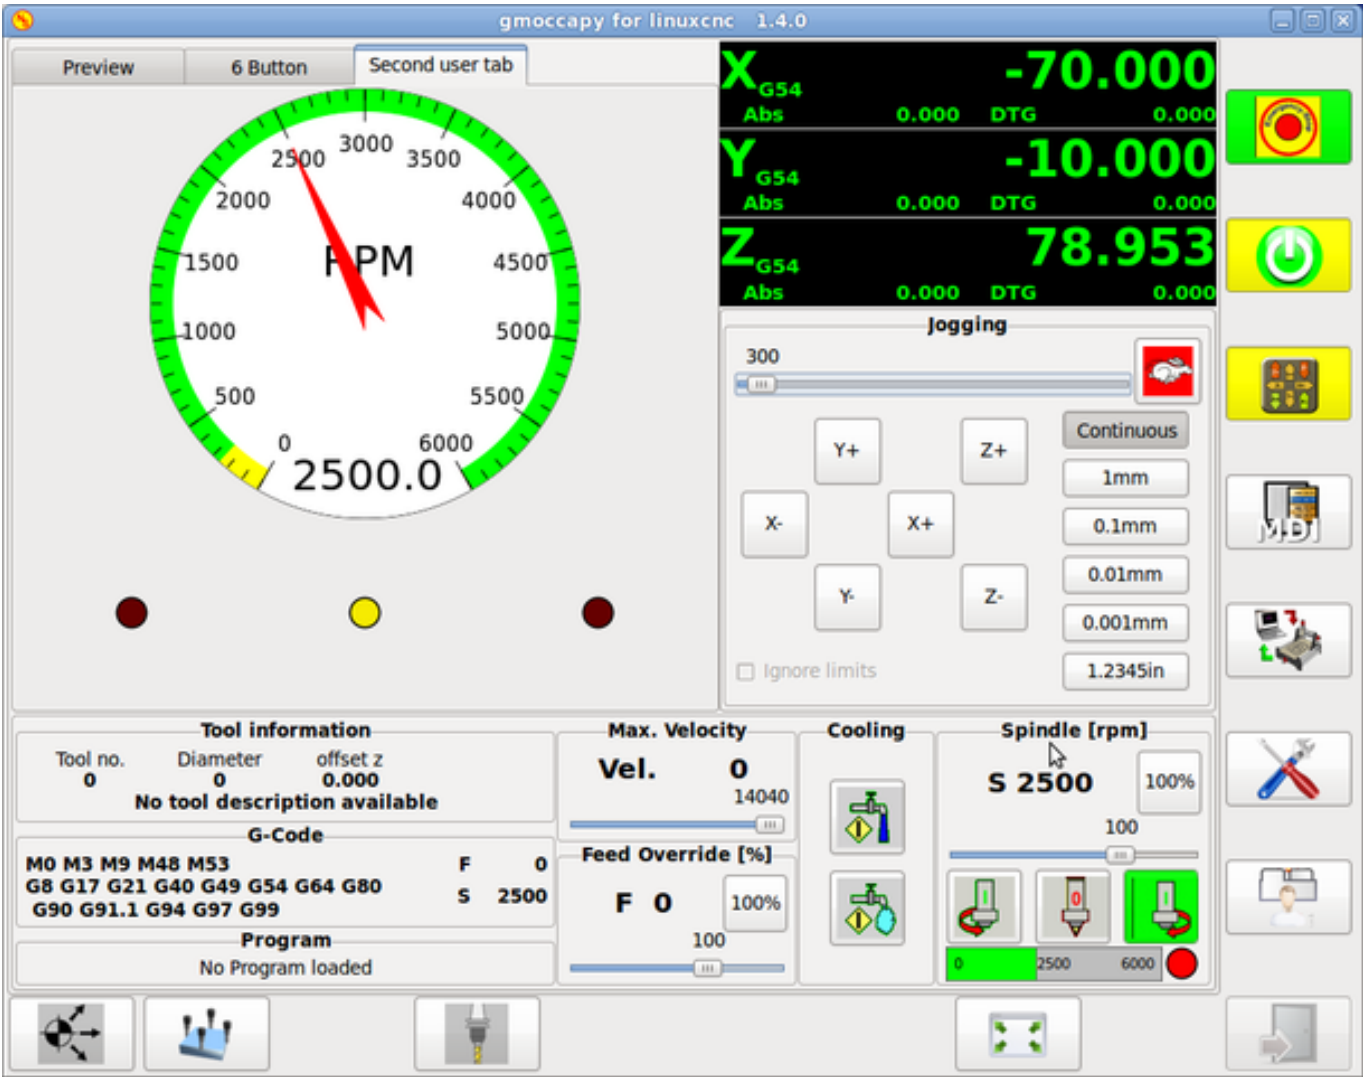 gmoccapy for linuxcnc 1.4.0
Preview
6 Button
Second user tab
0
500
1000
1500
2000
2500
3000
3500
4000
4500
5000
5500
6000
RPM
2500.0
X G54 -70.000
Abs 0.000 DTG 0.000
Y G54 -10.000
Abs 0.000 DTG 0.000
Z G54 78.953
Abs 0.000 DTG 0.000
Jogging
300
Y+
Z+
X-
X+
Y-
Z-
Continuous
1mm
0.1mm
0.01mm
0.001mm
1.2345in
Ignore limits
MDI
Tool information
Tool no. Diameter offset z
0 0 0.000
No tool description available
G-Code
M0 M3 M9 M48 M53
G8 G17 G21 G40 G49 G54 G64 G80
G90 G91.1 G94 G97 G99
F 0
S 2500
Program
No Program loaded
Max. Velocity
Vel. 0
14040
Feed Override [%]
F 0
100%
100
Cooling
I
I
Spindle [rpm]
S 2500
100%
100
I
0
I
0 2500 6000